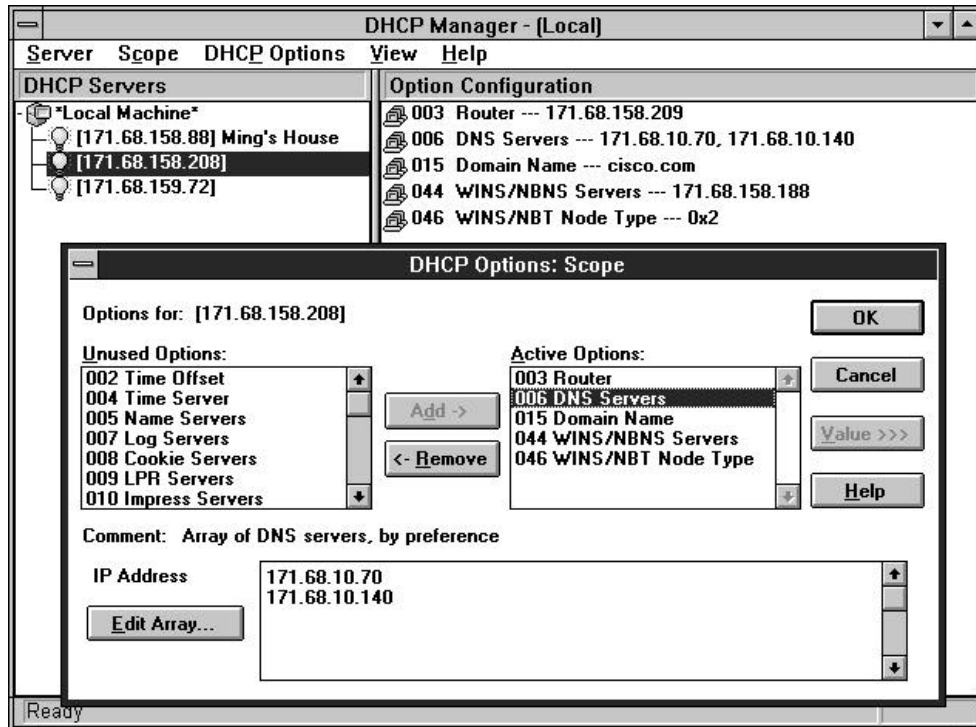 DHCP Manager - (Local)
Server Scope DHCP Options View Help
DHCP Servers
Option Configuration
*Local Machine*
[171.68.158.88] Ming's House
[171.68.158.208]
[171.68.159.72]
003 Router --- 171.68.158.209
006 DNS Servers --- 171.68.10.70, 171.68.10.140
015 Domain Name --- cisco.com
044 WINS/NBNS Servers --- 171.68.158.188
046 WINS/NBT Node Type --- 0x2
DHCP Options: Scope
Options for: [171.68.158.208]
OK
Unused Options:
002 Time Offset
004 Time Server
005 Name Servers
007 Log Servers
008 Cookie Servers
009 LPR Servers
010 Impress Servers
Add ->
<- Remove
Active Options:
003 Router
006 DNS Servers
015 Domain Name
044 WINS/NBNS Servers
046 WINS/NBT Node Type
Cancel
Value >>>
Help
Comment: Array of DNS servers, by preference
IP Address
171.68.10.70
171.68.10.140
Edit Array...
Ready